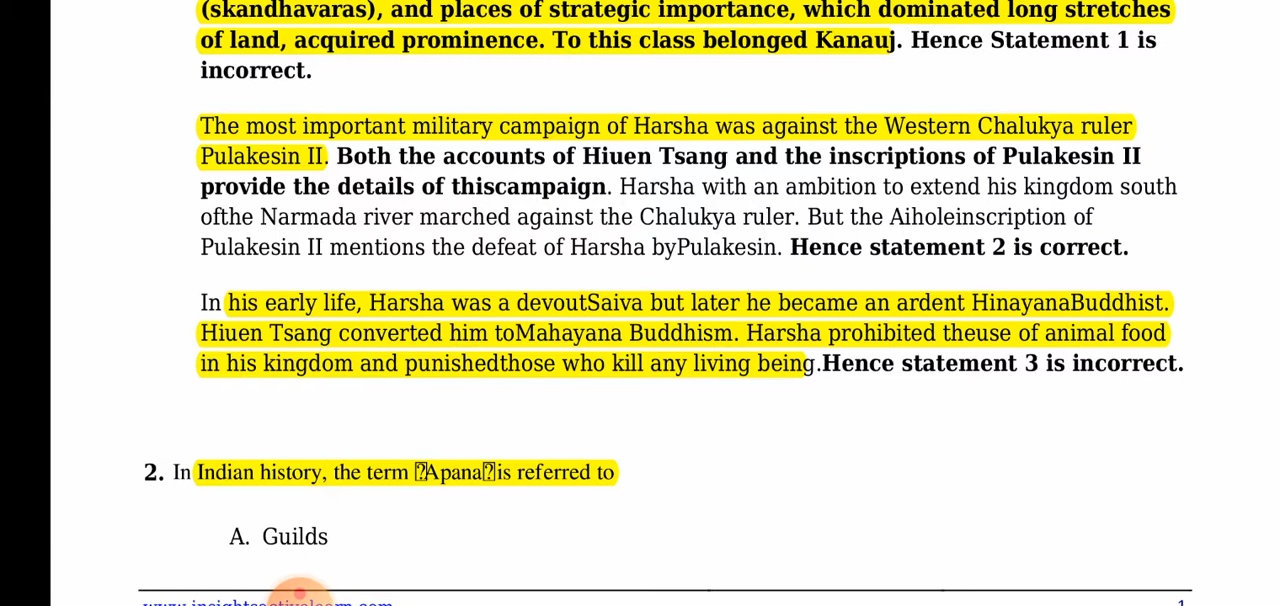 (skandhavaras), and places of strategic importance, which dominated long stretches
of land, acquired prominence. To this class belonged Kanauj. Hence Statement 1 is
incorrect.
The most important military campaign of Harsha was against the Western Chalukya ruler
Pulakesin II. Both the accounts of Hiuen Tsang and the inscriptions of Pulakesin II
provide the details of thiscampaign. Harsha with an ambition to extend his kingdom south
ofthe Narmada river marched against the Chalukya ruler. But the Aiholeinscription of
Pulakesin II mentions the defeat of Harsha byPulakesin. Hence statement 2 is correct.
In his early life, Harsha was a devoutSaiva but later he became an ardent HinayanaBuddhist.
Hiuen Tsang converted him toMahayana Buddhism. Harsha prohibited theuse of animal food
in his kingdom and punishedthose who kill any living being.Hence statement 3 is incorrect.
2. In Indian history, the term ⍰Apana⍰is referred to
A. Guilds
1